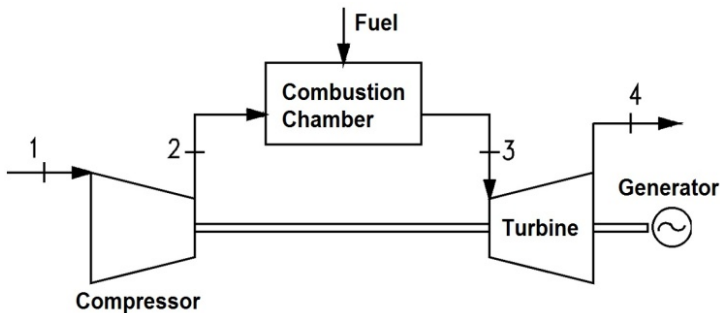 Fuel
Combustion
Chamber
4
1
2
3
Generator
Turbine
Compressor